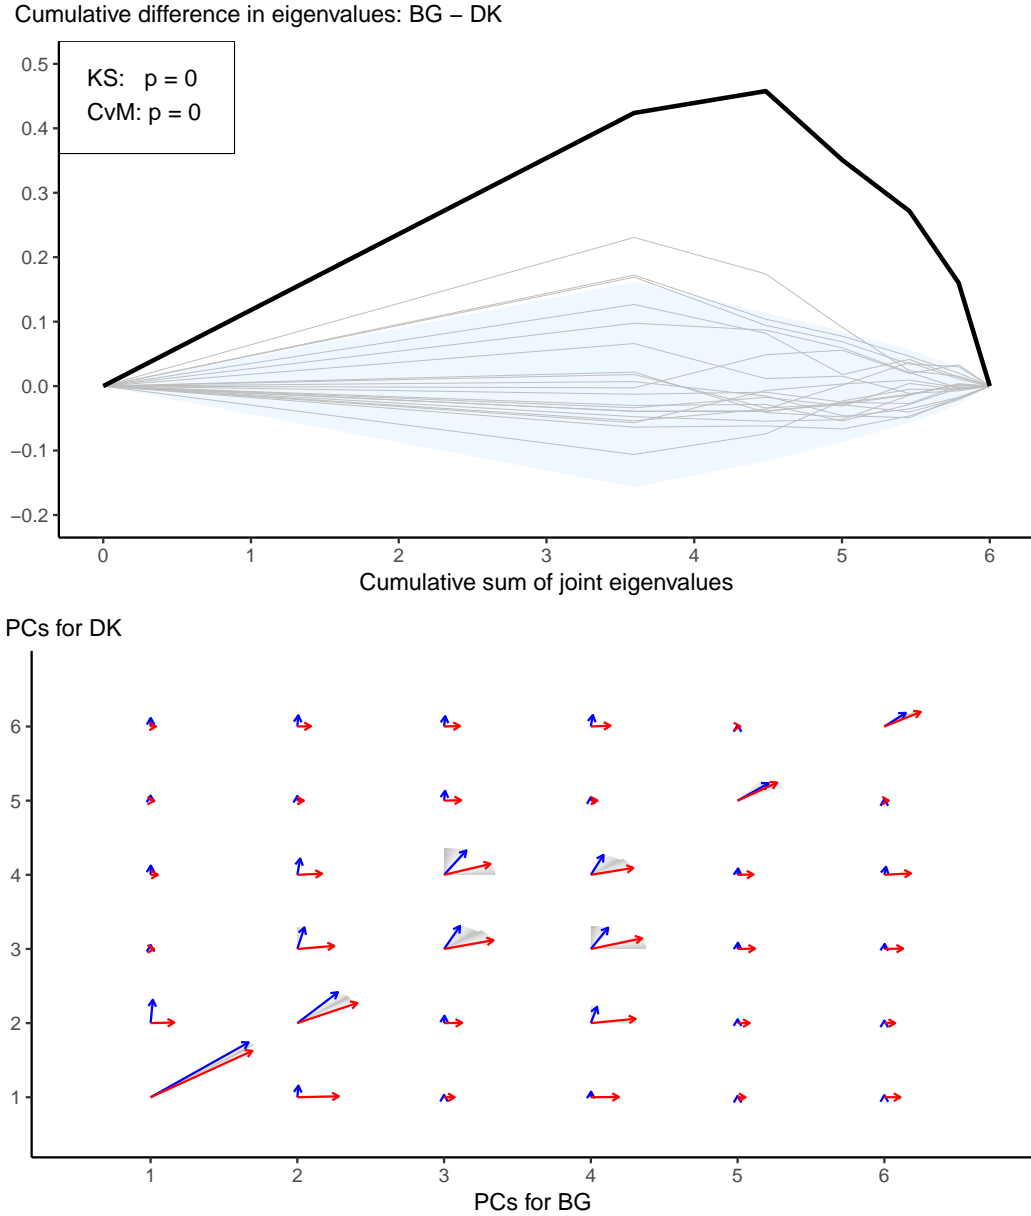 Cumulative difference in eigenvalues: BG − DK
KS: p = 0
CvM: p = 0
0.5
0.4
0.3
0.2
0.1
0.0
−0.1
−0.2
0 1 2 3 4 5 6
Cumulative sum of joint eigenvalues
PCs for DK
6
5
4
3
2
1
1 2 3 4 5 6
PCs for BG